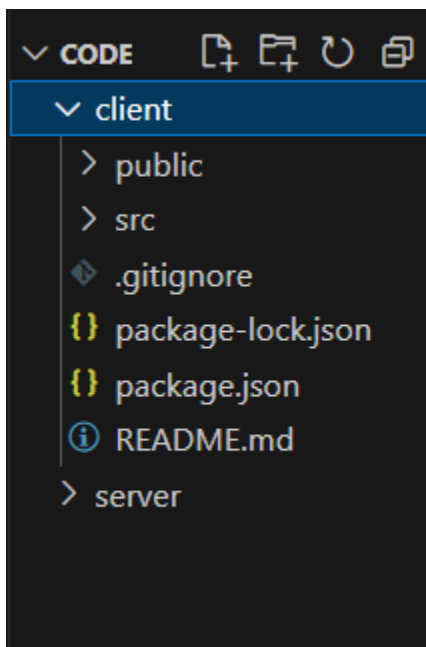 CODE
client
public
src
.gitignore
package-lock.json
package.json
README.md
server